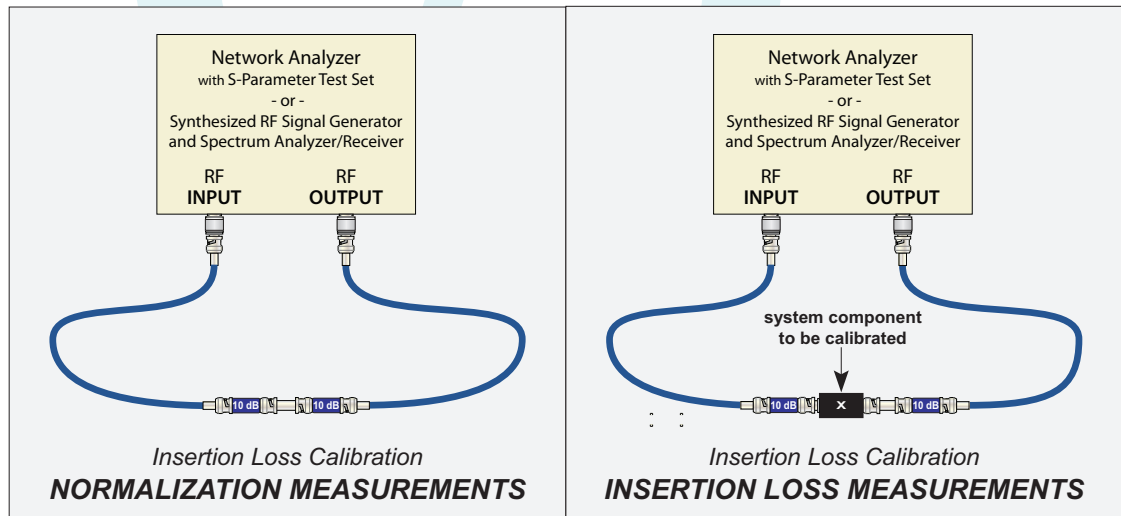 Network Analyzer
with S-Parameter Test Set
- or -
Synthesized RF Signal Generator
and Spectrum Analyzer/Receiver
RF
INPUT
RF
OUTPUT
10 dB
10 dB
Insertion Loss Calibration
NORMALIZATION MEASUREMENTS
Network Analyzer
with S-Parameter Test Set
- or -
Synthesized RF Signal Generator
and Spectrum Analyzer/Receiver
RF
INPUT
RF
OUTPUT
system component
to be calibrated
10 dB
x
10 dB
Insertion Loss Calibration
INSERTION LOSS MEASUREMENTS